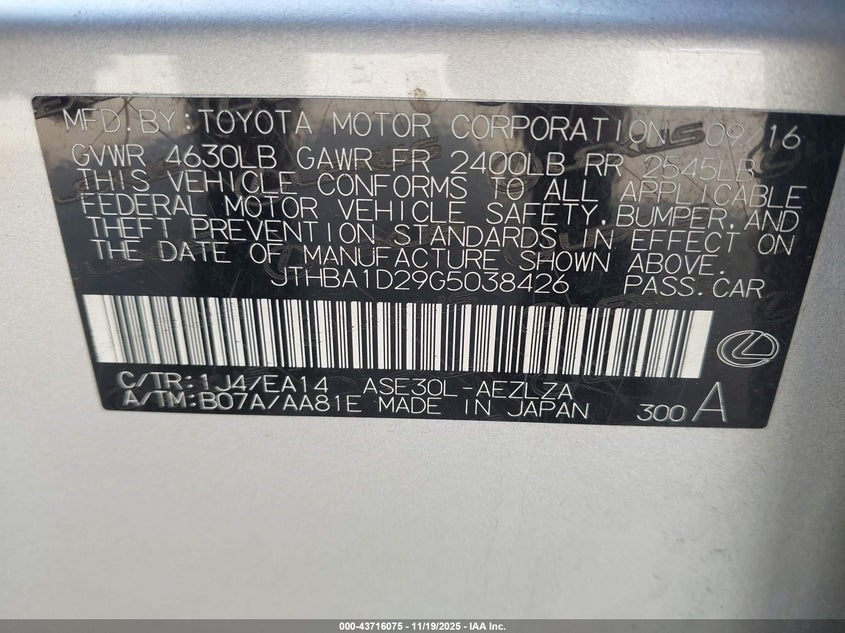 MFD.BY:TOYOTA MOTOR CORPORATION 09/16
GVWR 4630LB GAWR FR 2400LB RR 2545LB
THIS VEHICLE CONFORMS TO ALL APPLICABLE
FEDERAL MOTOR VEHICLE SAFETY,BUMPER,AND
THEFT PREVENTION STANDARDS IN EFFECT ON
THE DATE OF MANUFACTURE SHOWN ABOVE.
JTHBA1D29G5038426 PASS.CAR
C/TR:1J4/EA14 ASE30L-AEZLZA
A/TM:B07A/AA81E MADE IN JAPAN 300 A
000-43716075 | 11/19/2025 - IAA Inc.